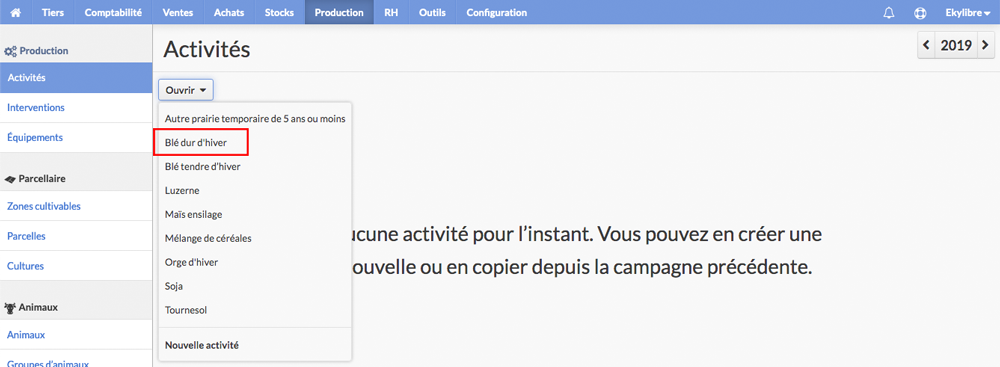 Tiers Comptabilité Ventes Achats Stocks Production RH Outils Configuration Ekylibre
Production
Activités
Interventions
Équipements
Parcellaire
Zones cultivables
Parcelles
Cultures
Animaux
Animaux
Groupes d'animaux
Activités
2019
Ouvrir
Autre prairie temporaire de 5 ans ou moins
Blé dur d'hiver
Blé tendre d'hiver
Luzerne
Maïs ensilage
Mélange de céréales
Orge d'hiver
Soja
Tournesol
Nouvelle activité
ucune activité pour l'instant. Vous pouvez en créer une
ouvelle ou en copier depuis la campagne précédente.